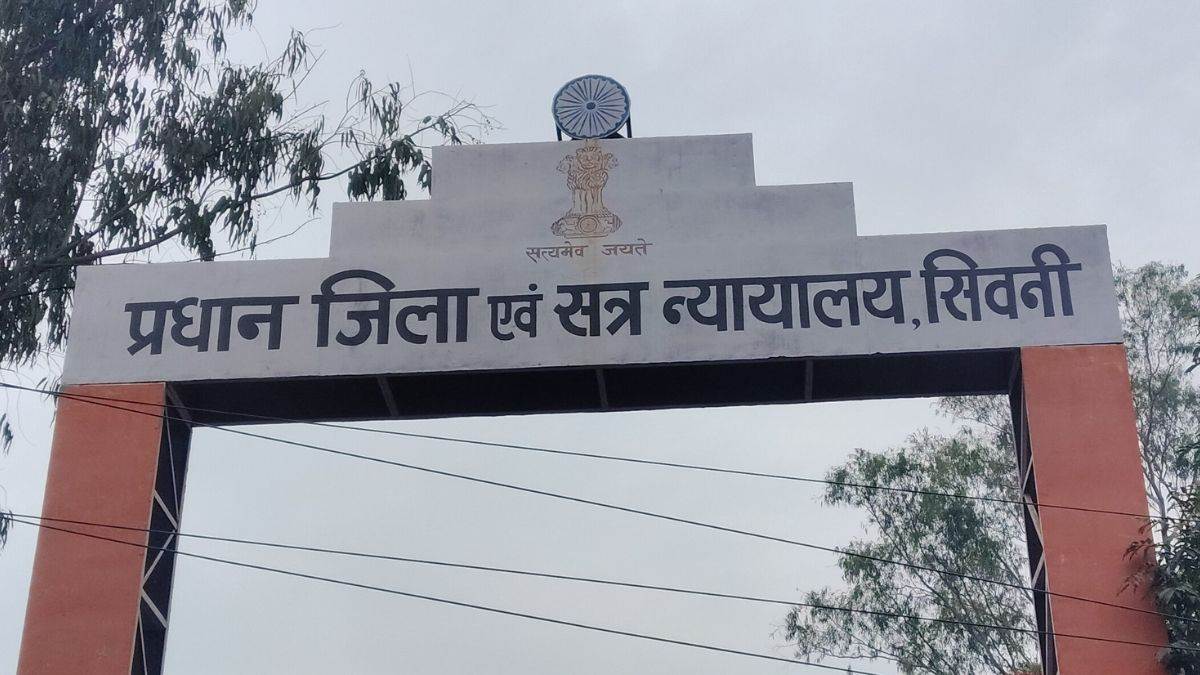 सत्यमेव जयते
प्रधान जिला एवं सत्र न्यायालय, सिवनी